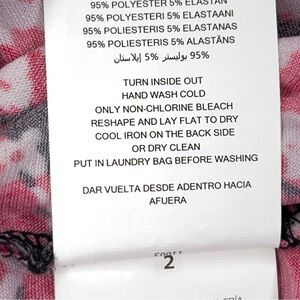 95% POLYESTER 5% ELASTAN
95% POLYESTERI 5% ELASTAANI
95% POLIESTERIS 5% ELASTANAS
95% POLIESTERIS 5% ALASTĀNS
95% بوليستر 5% إيلاستان
TURN INSIDE OUT
HAND WASH COLD
ONLY NON-CHLORINE BLEACH
RESHAPE AND LAY FLAT TO DRY
COOL IRON ON THE BACK SIDE
OR DRY CLEAN
PUT IN LAUNDRY BAG BEFORE WASHING
DAR VUELTA DESDE ADENTRO HACIA
AFUERA
2